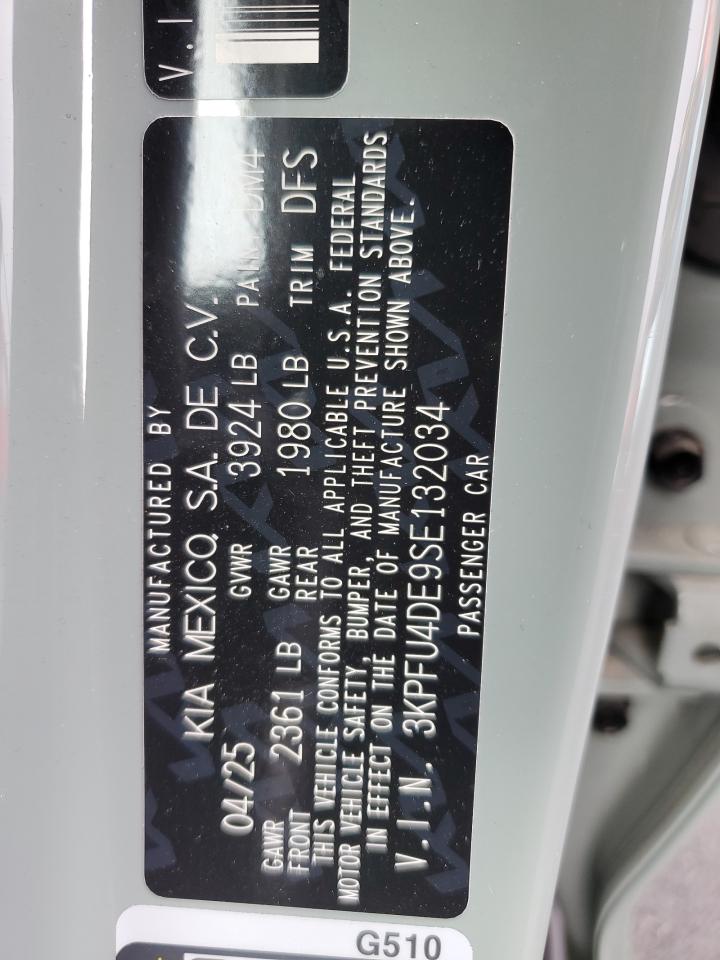 V.I
MANUFACTURED BY
KIA MEXICO, S.A. DE C.V.
04/25 GVWR 3924 LB PAINT DM4
GAWR FRONT 2361 LB GAWR REAR 1980 LB TRIM DFS
THIS VEHICLE CONFORMS TO ALL APPLICABLE U.S.A. FEDERAL
MOTOR VEHICLE SAFETY, BUMPER, AND THEFT PREVENTION STANDARDS
IN EFFECT ON THE DATE OF MANUFACTURE SHOWN ABOVE.
V.I.N. 3KPFU4DE9SE132034
PASSENGER CAR
G510